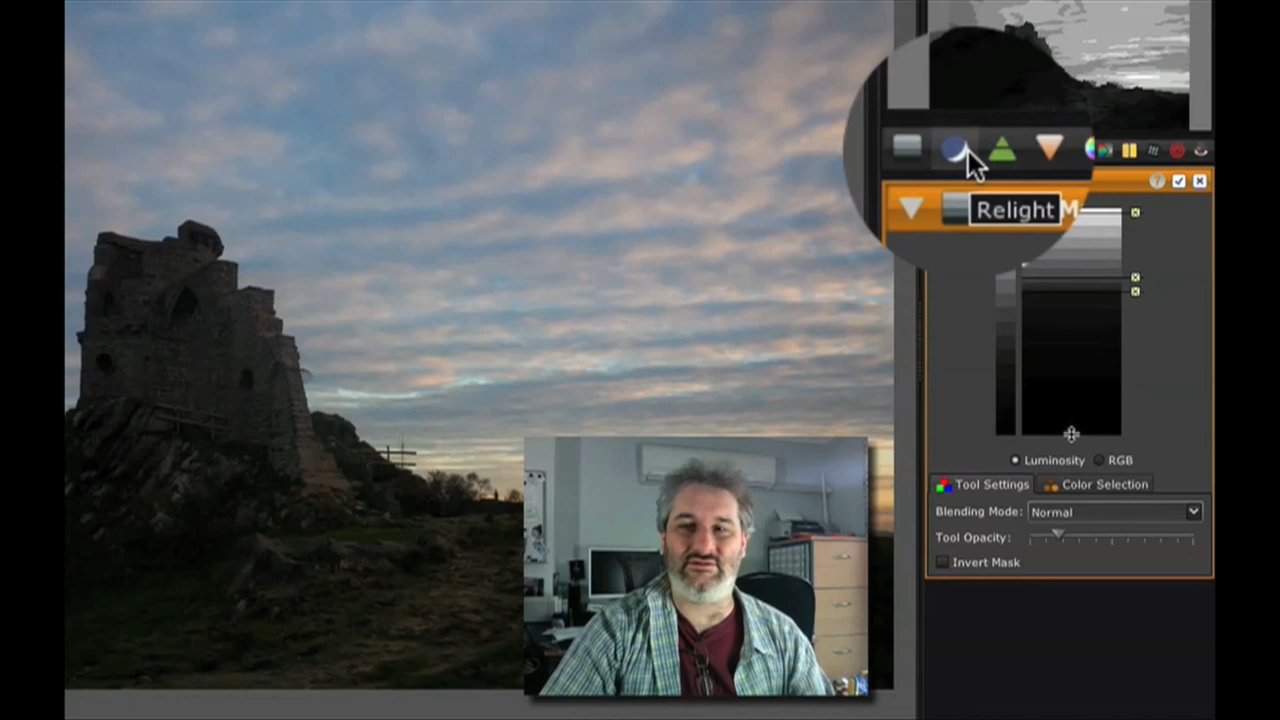 Relight M
Luminosity RGB
Tool Settings Color Selection
Blending Mode: Normal
Tool Opacity:
Invert Mask